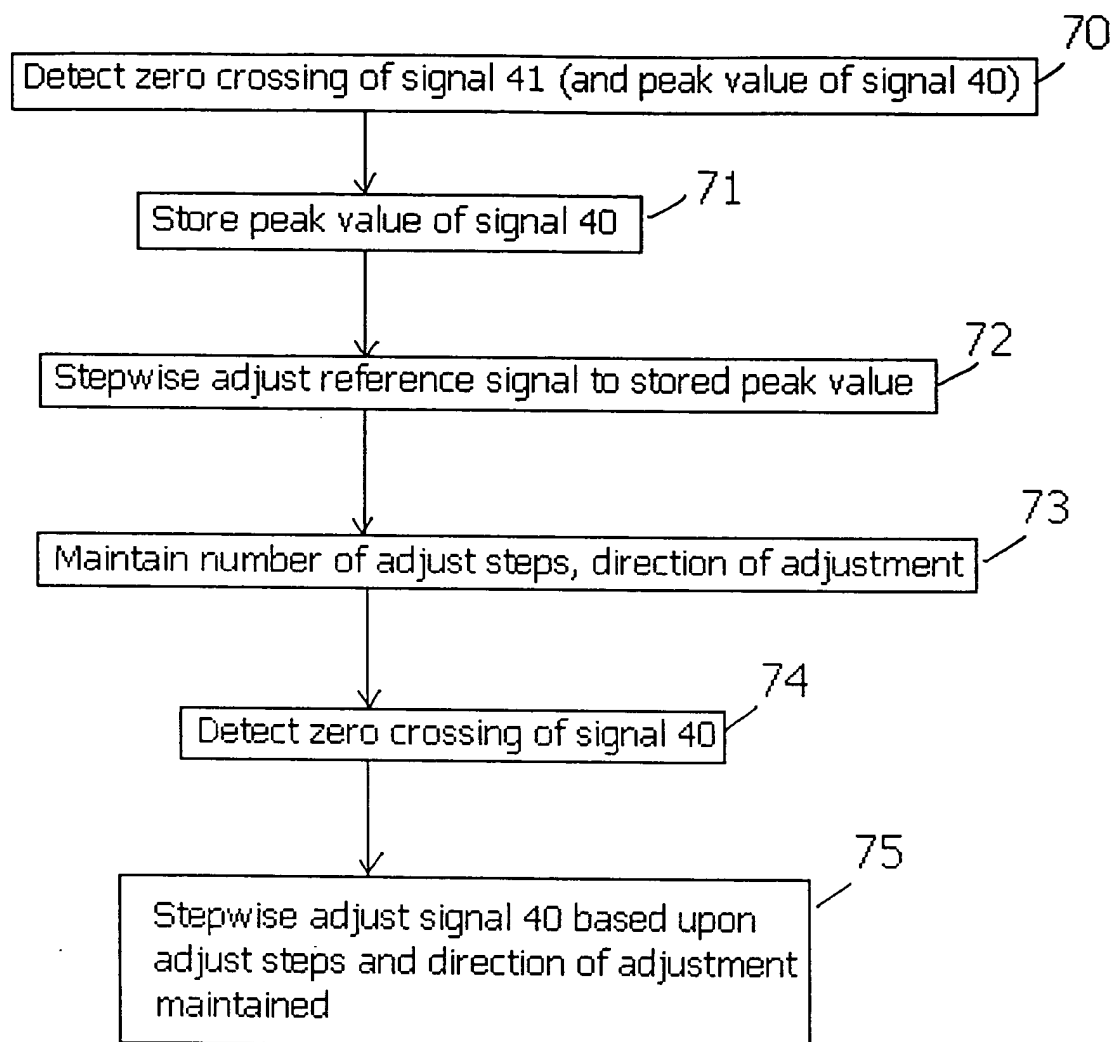 70
Detect zero crossing of signal 41 (and peak value of signal 40)
71
Store peak value of signal 40
72
Stepwise adjust reference signal to stored peak value
73
Maintain number of adjust steps, direction of adjustment
74
Detect zero crossing of signal 40
75
Stepwise adjust signal 40 based upon
adjust steps and direction of adjustment
maintained